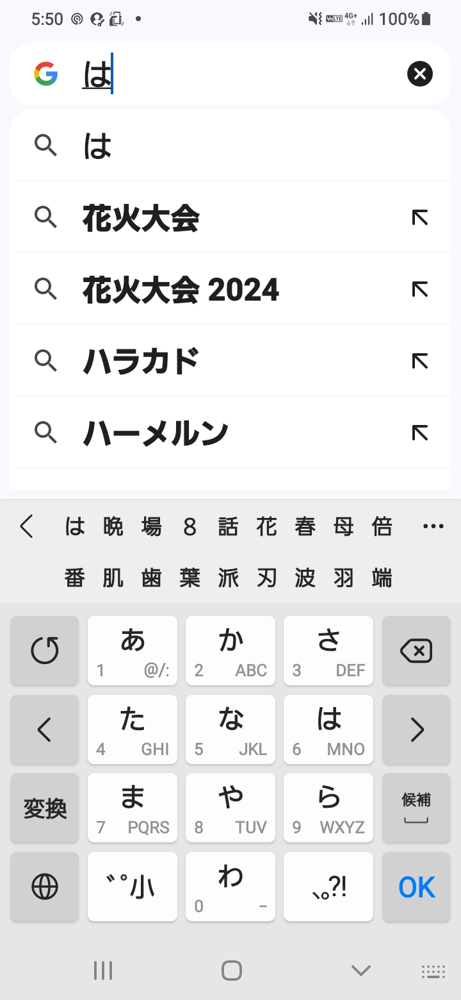 5:50 VoLTE 4G+ 100%
は
は
花火大会
花火大会 2024
ハラカド
ハーメルン
は 晩 場 8 話 花 春 母 倍
番 肌 歯 葉 派 刃 波 羽 端
あ か さ
1 @/: 2 ABC 3 DEF
た な は
4 GHI 5 JKL 6 MNO
変換 ま や ら 候補
7 PQRS 8 TUV 9 WXYZ
゛゜小 わ 、。?! OK
0 −